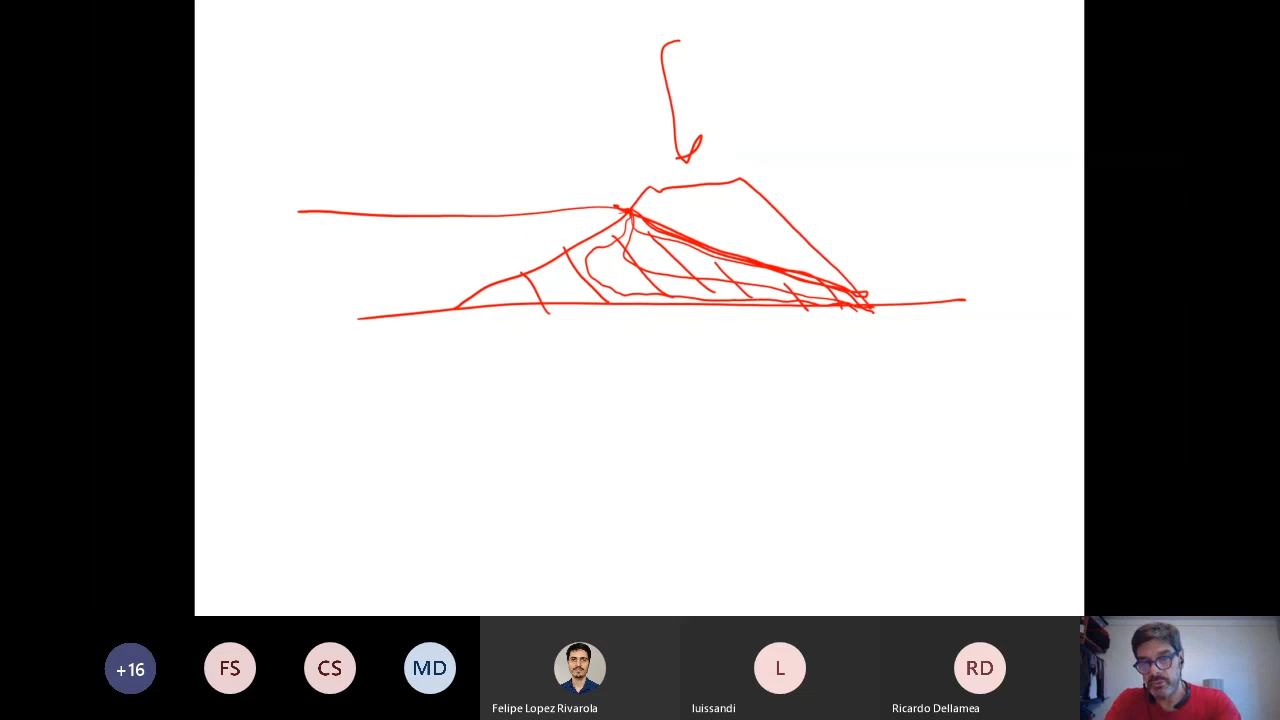 +16
FS
CS
MD
Felipe Lopez Rivarola
L
luissandi
RD
Ricardo Dellamea